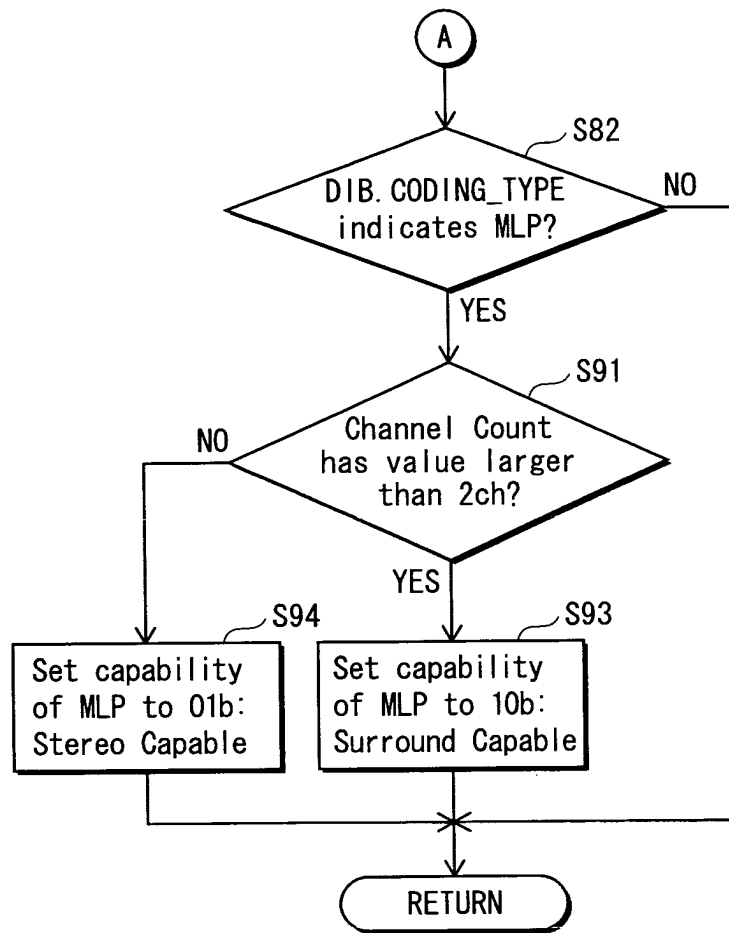 A
S82
DIB.CODING_TYPE
indicates MLP?
NO
YES
S91
Channel Count
has value larger
than 2ch?
NO
YES
S94
Set capability
of MLP to 01b:
Stereo Capable
S93
Set capability
of MLP to 10b:
Surround Capable
RETURN